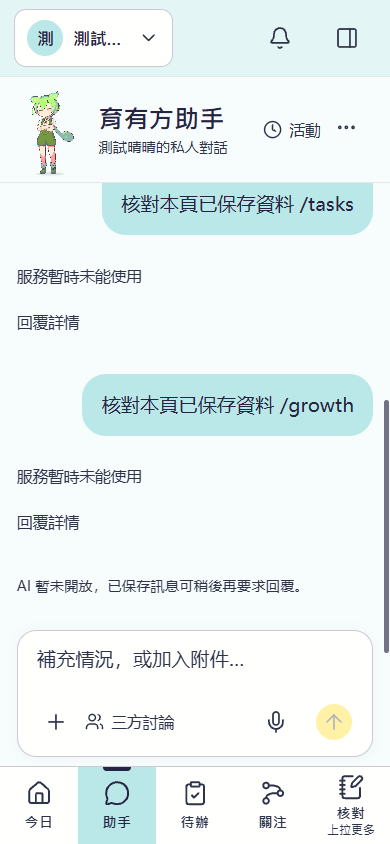 測 測試...
育有方助手
測試晴晴的私人對話
活動
核對本頁已保存資料 /tasks
服務暫時未能使用
回覆詳情
核對本頁已保存資料 /growth
服務暫時未能使用
回覆詳情
AI 暫未開放，已保存訊息可稍後再要求回覆。
補充情況，或加入附件...
三方討論
今日
助手
待辦
關注
核對
上拉更多